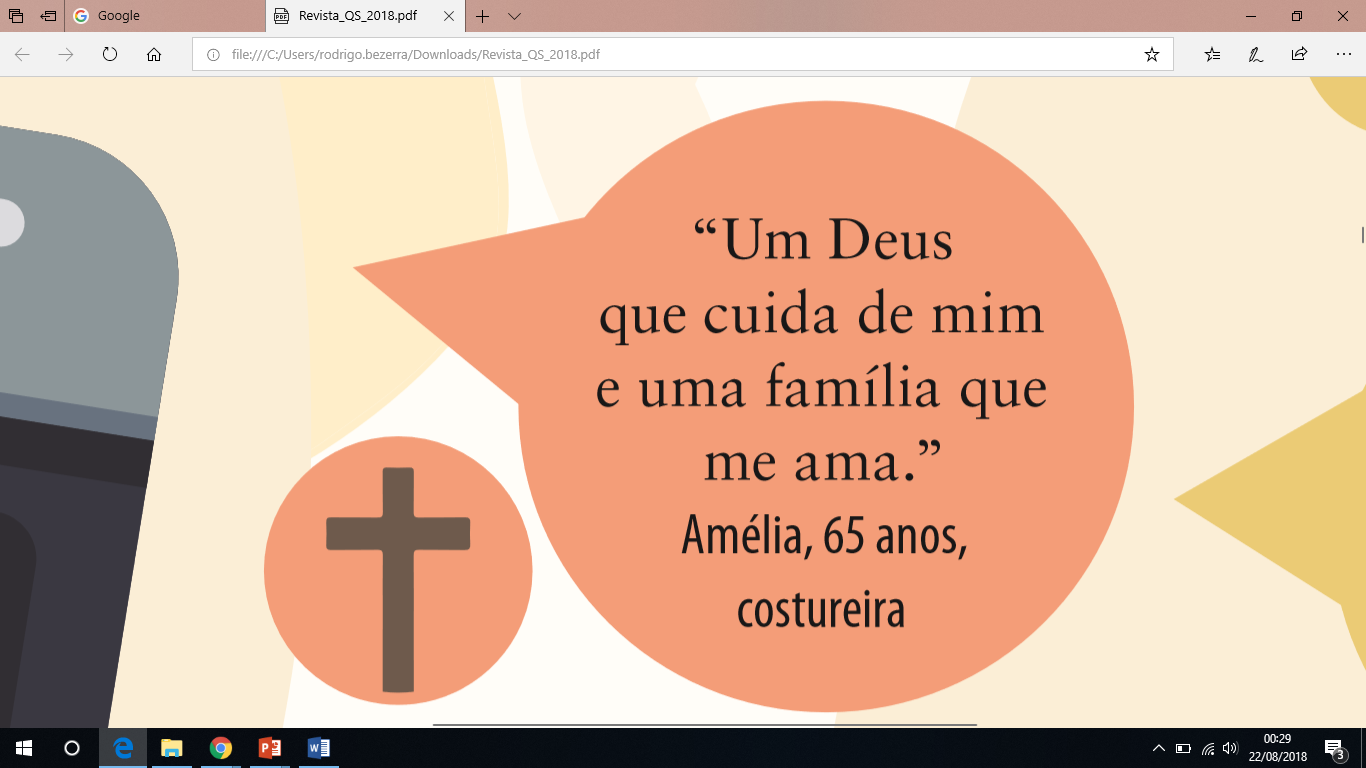 Google
Revista_QS_2018.pdf
file:///C:/Users/rodrigo.bezerra/Downloads/Revista_QS_2018.pdf
“Um Deus
que cuida de mim
e uma família que
me ama.”
Amélia, 65 anos,
costureira
00:29
22/08/2018
3